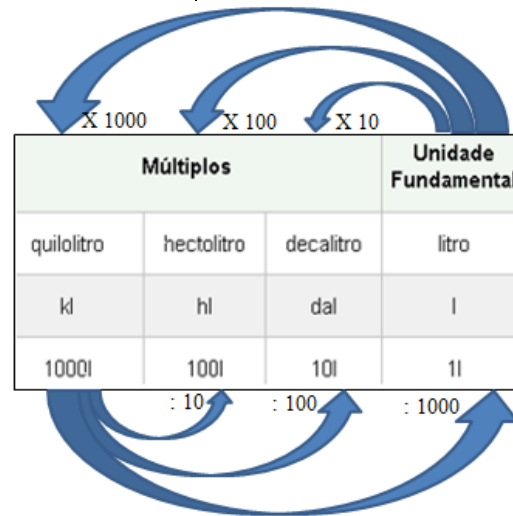 X 1000 X 100 X 10
Múltiplos Unidade Fundamental
quilolitro hectolitro decalitro litro
kl hl dal l
1000l 100l 10l 1l
: 10 : 100 : 1000